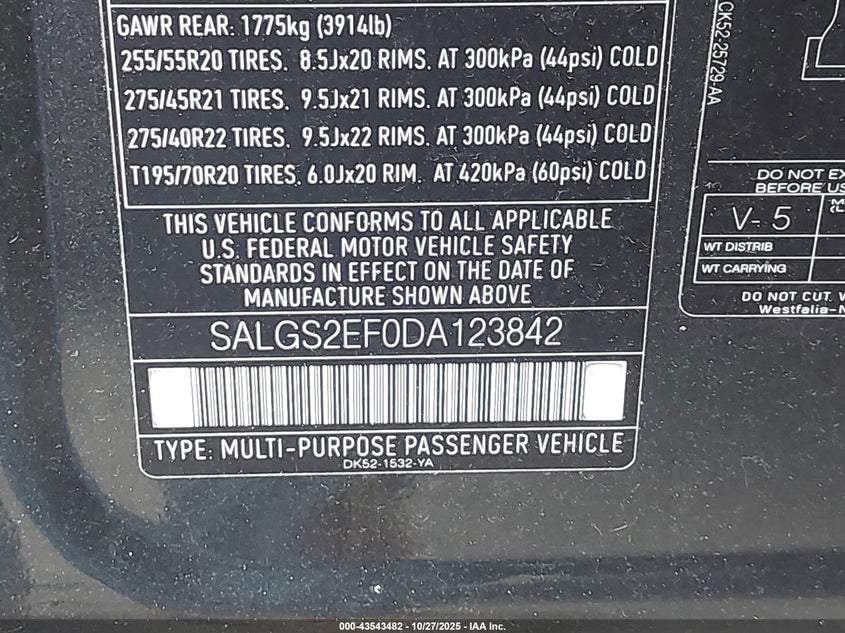 GAWR REAR: 1775kg (3914lb)
255/55R20 TIRES. 8.5Jx20 RIMS. AT 300kPa (44psi) COLD
275/45R21 TIRES. 9.5Jx21 RIMS. AT 300kPa (44psi) COLD
275/40R22 TIRES. 9.5Jx22 RIMS. AT 300kPa (44psi) COLD
T195/70R20 TIRES. 6.0Jx20 RIM. AT 420kPa (60psi) COLD
THIS VEHICLE CONFORMS TO ALL APPLICABLE
U.S. FEDERAL MOTOR VEHICLE SAFETY
STANDARDS IN EFFECT ON THE DATE OF
MANUFACTURE SHOWN ABOVE
SALGS2EF0DA123842
TYPE: MULTI-PURPOSE PASSENGER VEHICLE
DK52-1532-YA
CK52-25729-AA
DO NOT EX
BEFORE US
V- 5
WT DISTRIB
WT CARRYING
DO NOT CUT. W
Westfalia-
000-43543482 - 10/27/2025 - IAA Inc.